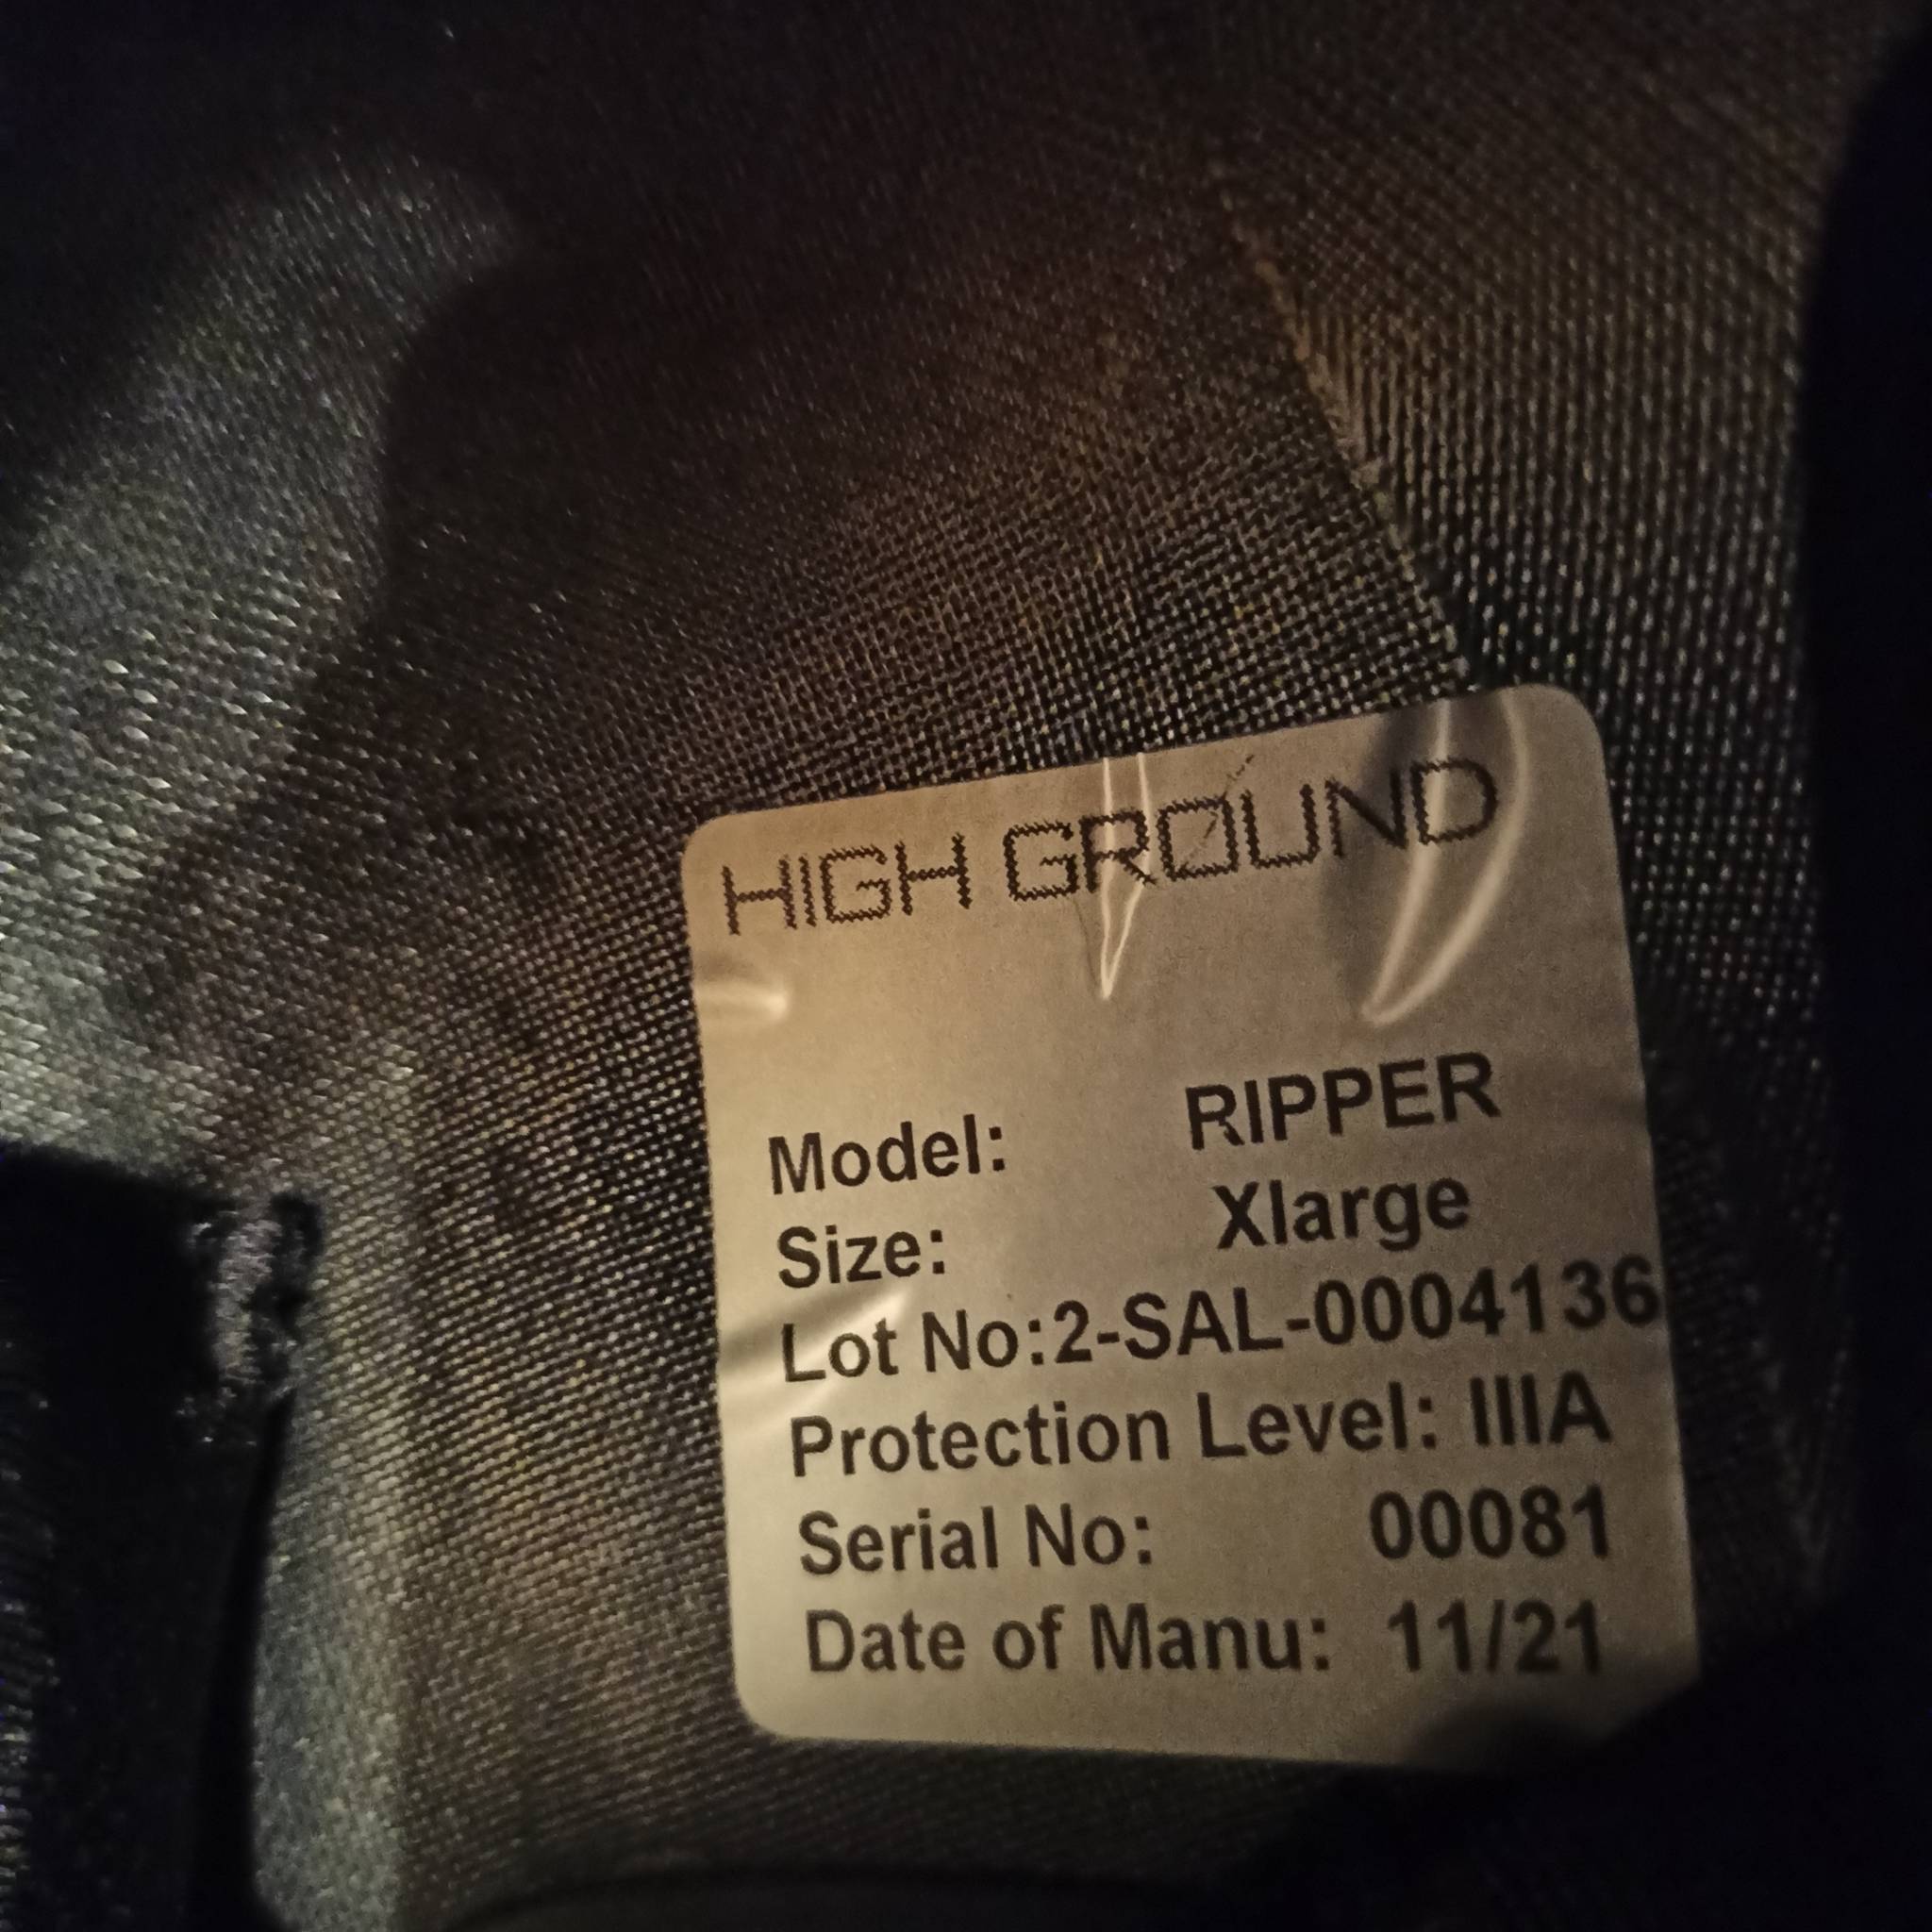 HIGH GROUND
Model: RIPPER
Size: Xlarge
Lot No:2-SAL-0004136
Protection Level: IIIA
Serial No: 00081
Date of Manu: 11/21